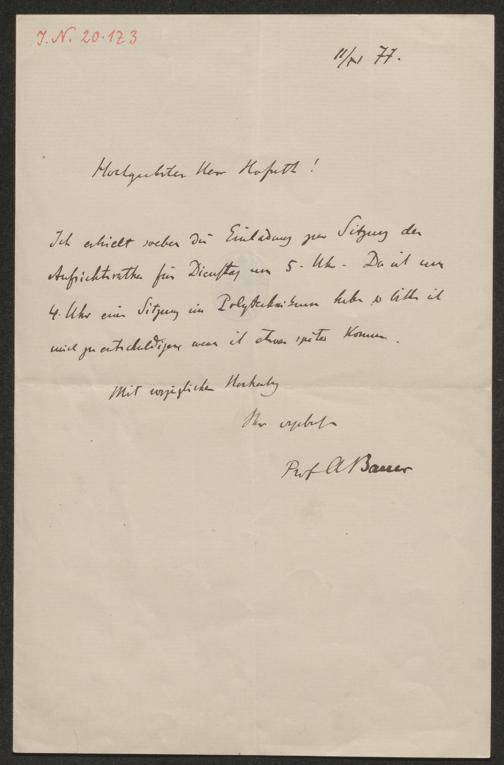 J.N. 20.173
11/XI 77.
Hochgeehrter Herr Hofrath!
Ich erhielt soeben die Einladung zur Sitzung des
Aufsichtsrathes für Dienstag um 5. Uhr. Da ich um
4. Uhr eine Sitzung im Polytechnikum habe so bitte ich
mich zu entschuldigen wenn ich etwas später komme.
Mit vorzüglicher Hochachtung
Ihr ergebenster
Prof A Bauer